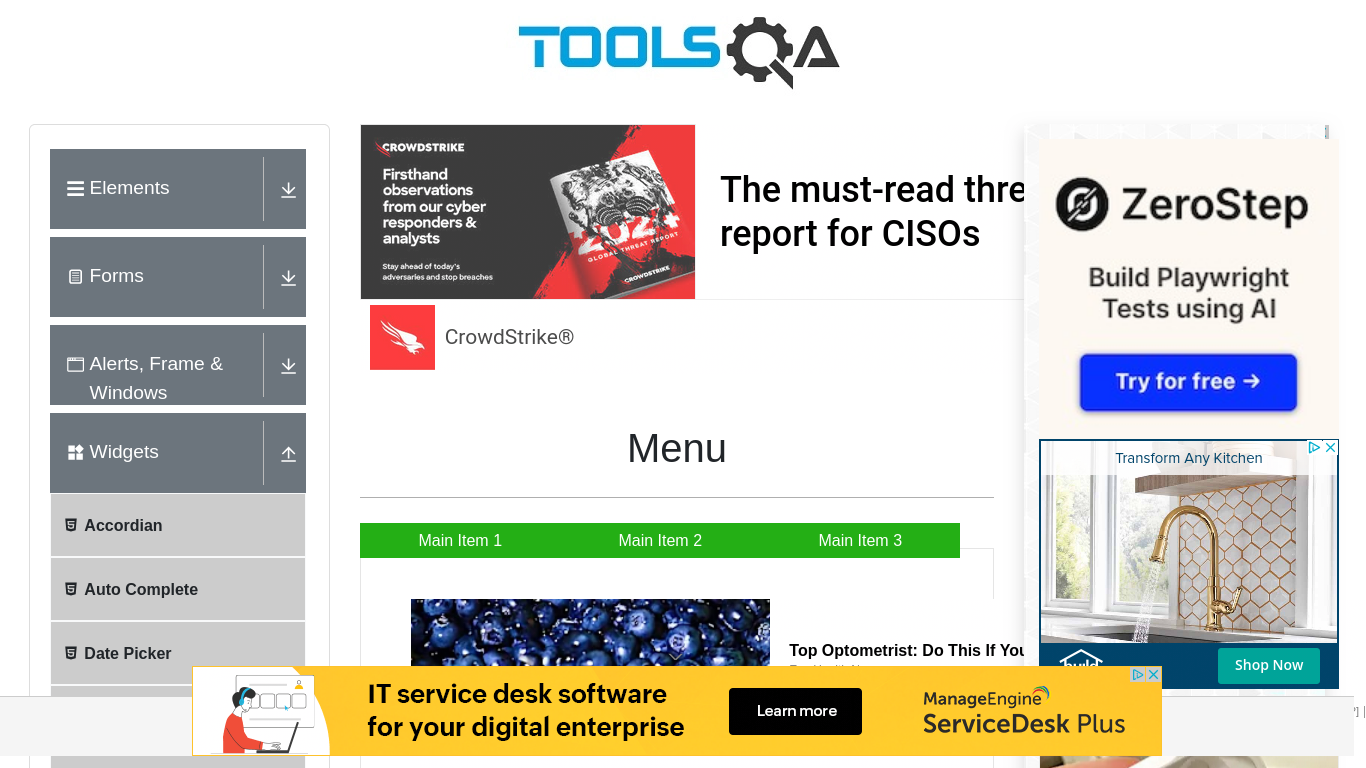 TOOLSQA
Elements
Forms
Alerts, Frame &
Windows
Widgets
Accordian
Auto Complete
Date Picker
CROWDSTRIKE
Firsthand
observations
from our cyber
responders &
analysts
Stay ahead of today's
adversaries and stop breaches
2024
GLOBAL THREAT REPORT
CROWDSTRIKE
The must-read thre
report for CISOs
CrowdStrike®
Menu
Main Item 1
Main Item 2
Main Item 3
Top Optometrist: Do This If You
ZeroStep
Build Playwright
Tests using AI
Try for free →
Transform Any Kitchen
build
Shop Now
IT service desk software
for your digital enterprise
Learn more
ManageEngine
ServiceDesk Plus